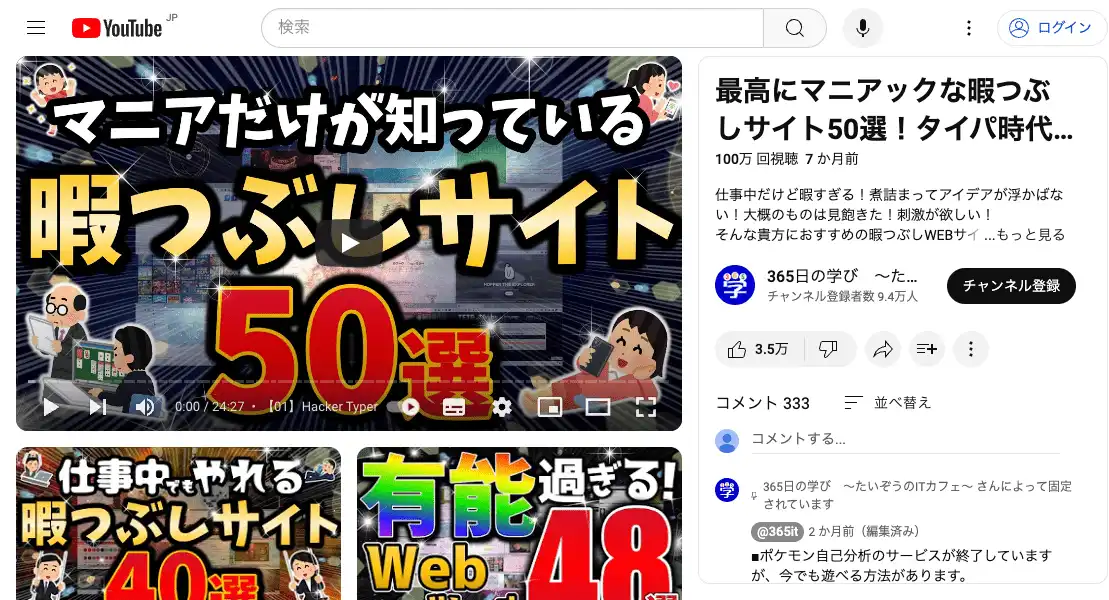 YouTube JP
検索
ログイン
マニアだけが知っている
暇つぶしサイト
50選
0:00 / 24:27 • 【01】Hacker Typer
最高にマニアックな暇つぶ
しサイト50選！タイパ時代...
100万 回視聴 7 か月前
仕事中だけど暇すぎる！煮詰まってアイデアが浮かばな
い！大概のものは見飽きた！刺激が欲しい！
そんな貴方におすすめの暇つぶしWEBサイ ...もっと見る
学
365日の学び　〜た...
チャンネル登録者数 9.4万人
チャンネル登録
3.5万
コメント 333
並べ替え
コメントする...
学
365日の学び　〜たいぞうのITカフェ〜 さんによって固定
されています
@365it 2 か月前（編集済み）
■ポケモン自己分析のサービスが終了しています
が、今でも遊べる方法があります。
仕事中でもやれる
暇つぶしサイト
40選
有能過ぎる!
Web
48選